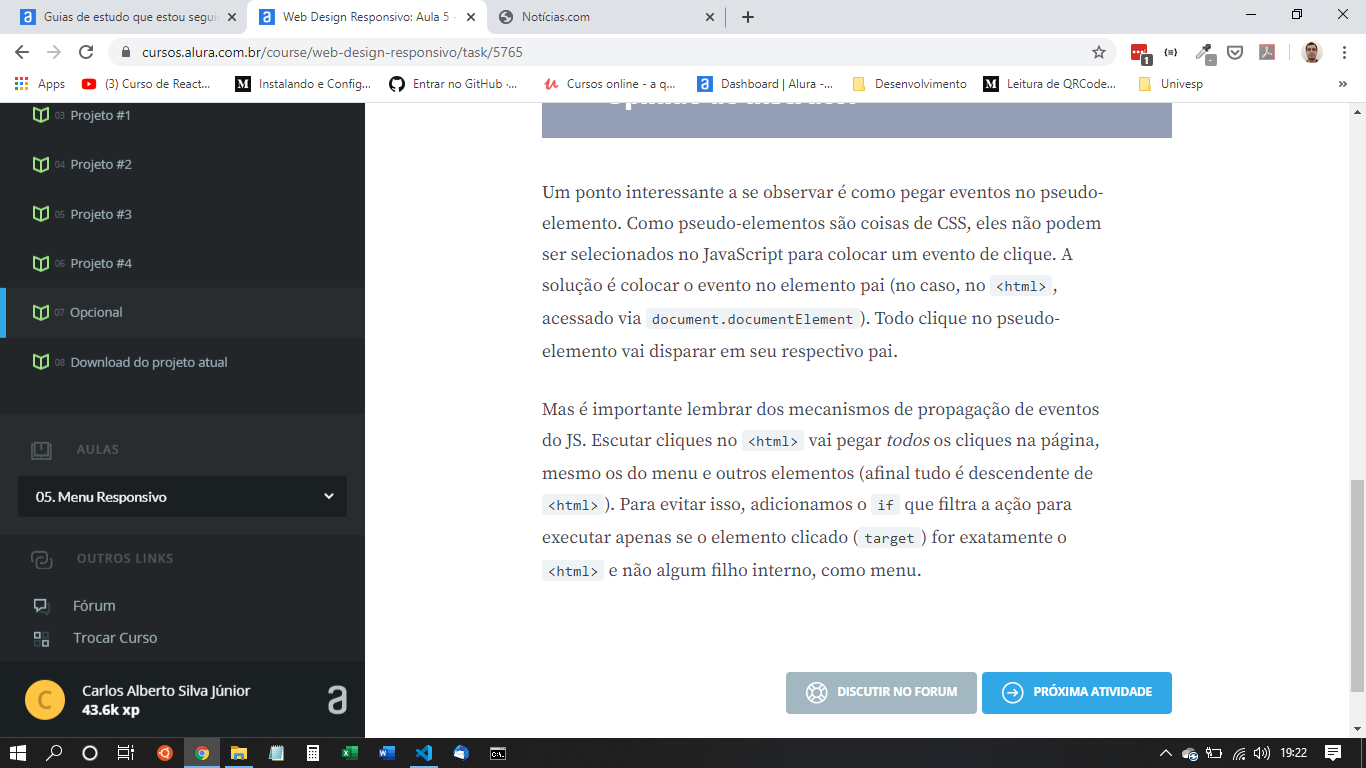 Guias de estudo que estou segui
Web Design Responsivo: Aula 5 -
Notícias.com
cursos.alura.com.br/course/web-design-responsivo/task/5765
1
Apps
(3) Curso de React...
Instalando e Config...
Entrar no GitHub ·...
Cursos online - a q...
Dashboard | Alura -...
Desenvolvimento
Leitura de QRCode...
Univesp
03 Projeto #1
04 Projeto #2
05 Projeto #3
06 Projeto #4
07 Opcional
08 Download do projeto atual
AULAS
05. Menu Responsivo
OUTROS LINKS
Fórum
Trocar Curso
C
Carlos Alberto Silva Júnior
43.6k xp
a
Um ponto interessante a se observar é como pegar eventos no pseudo-
elemento. Como pseudo-elementos são coisas de CSS, eles não podem
ser selecionados no JavaScript para colocar um evento de clique. A
solução é colocar o evento no elemento pai (no caso, no <html>,
acessado via document.documentElement). Todo clique no pseudo-
elemento vai disparar em seu respectivo pai.
Mas é importante lembrar dos mecanismos de propagação de eventos
do JS. Escutar cliques no <html> vai pegar todos os cliques na página,
mesmo os do menu e outros elementos (afinal tudo é descendente de
<html>). Para evitar isso, adicionamos o if que filtra a ação para
executar apenas se o elemento clicado (target) for exatamente o
<html> e não algum filho interno, como menu.
DISCUTIR NO FORUM
PRÓXIMA ATIVIDADE
19:22